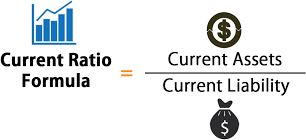 Current Ratio
Formula
=
Current Assets
Current Liability
$
$